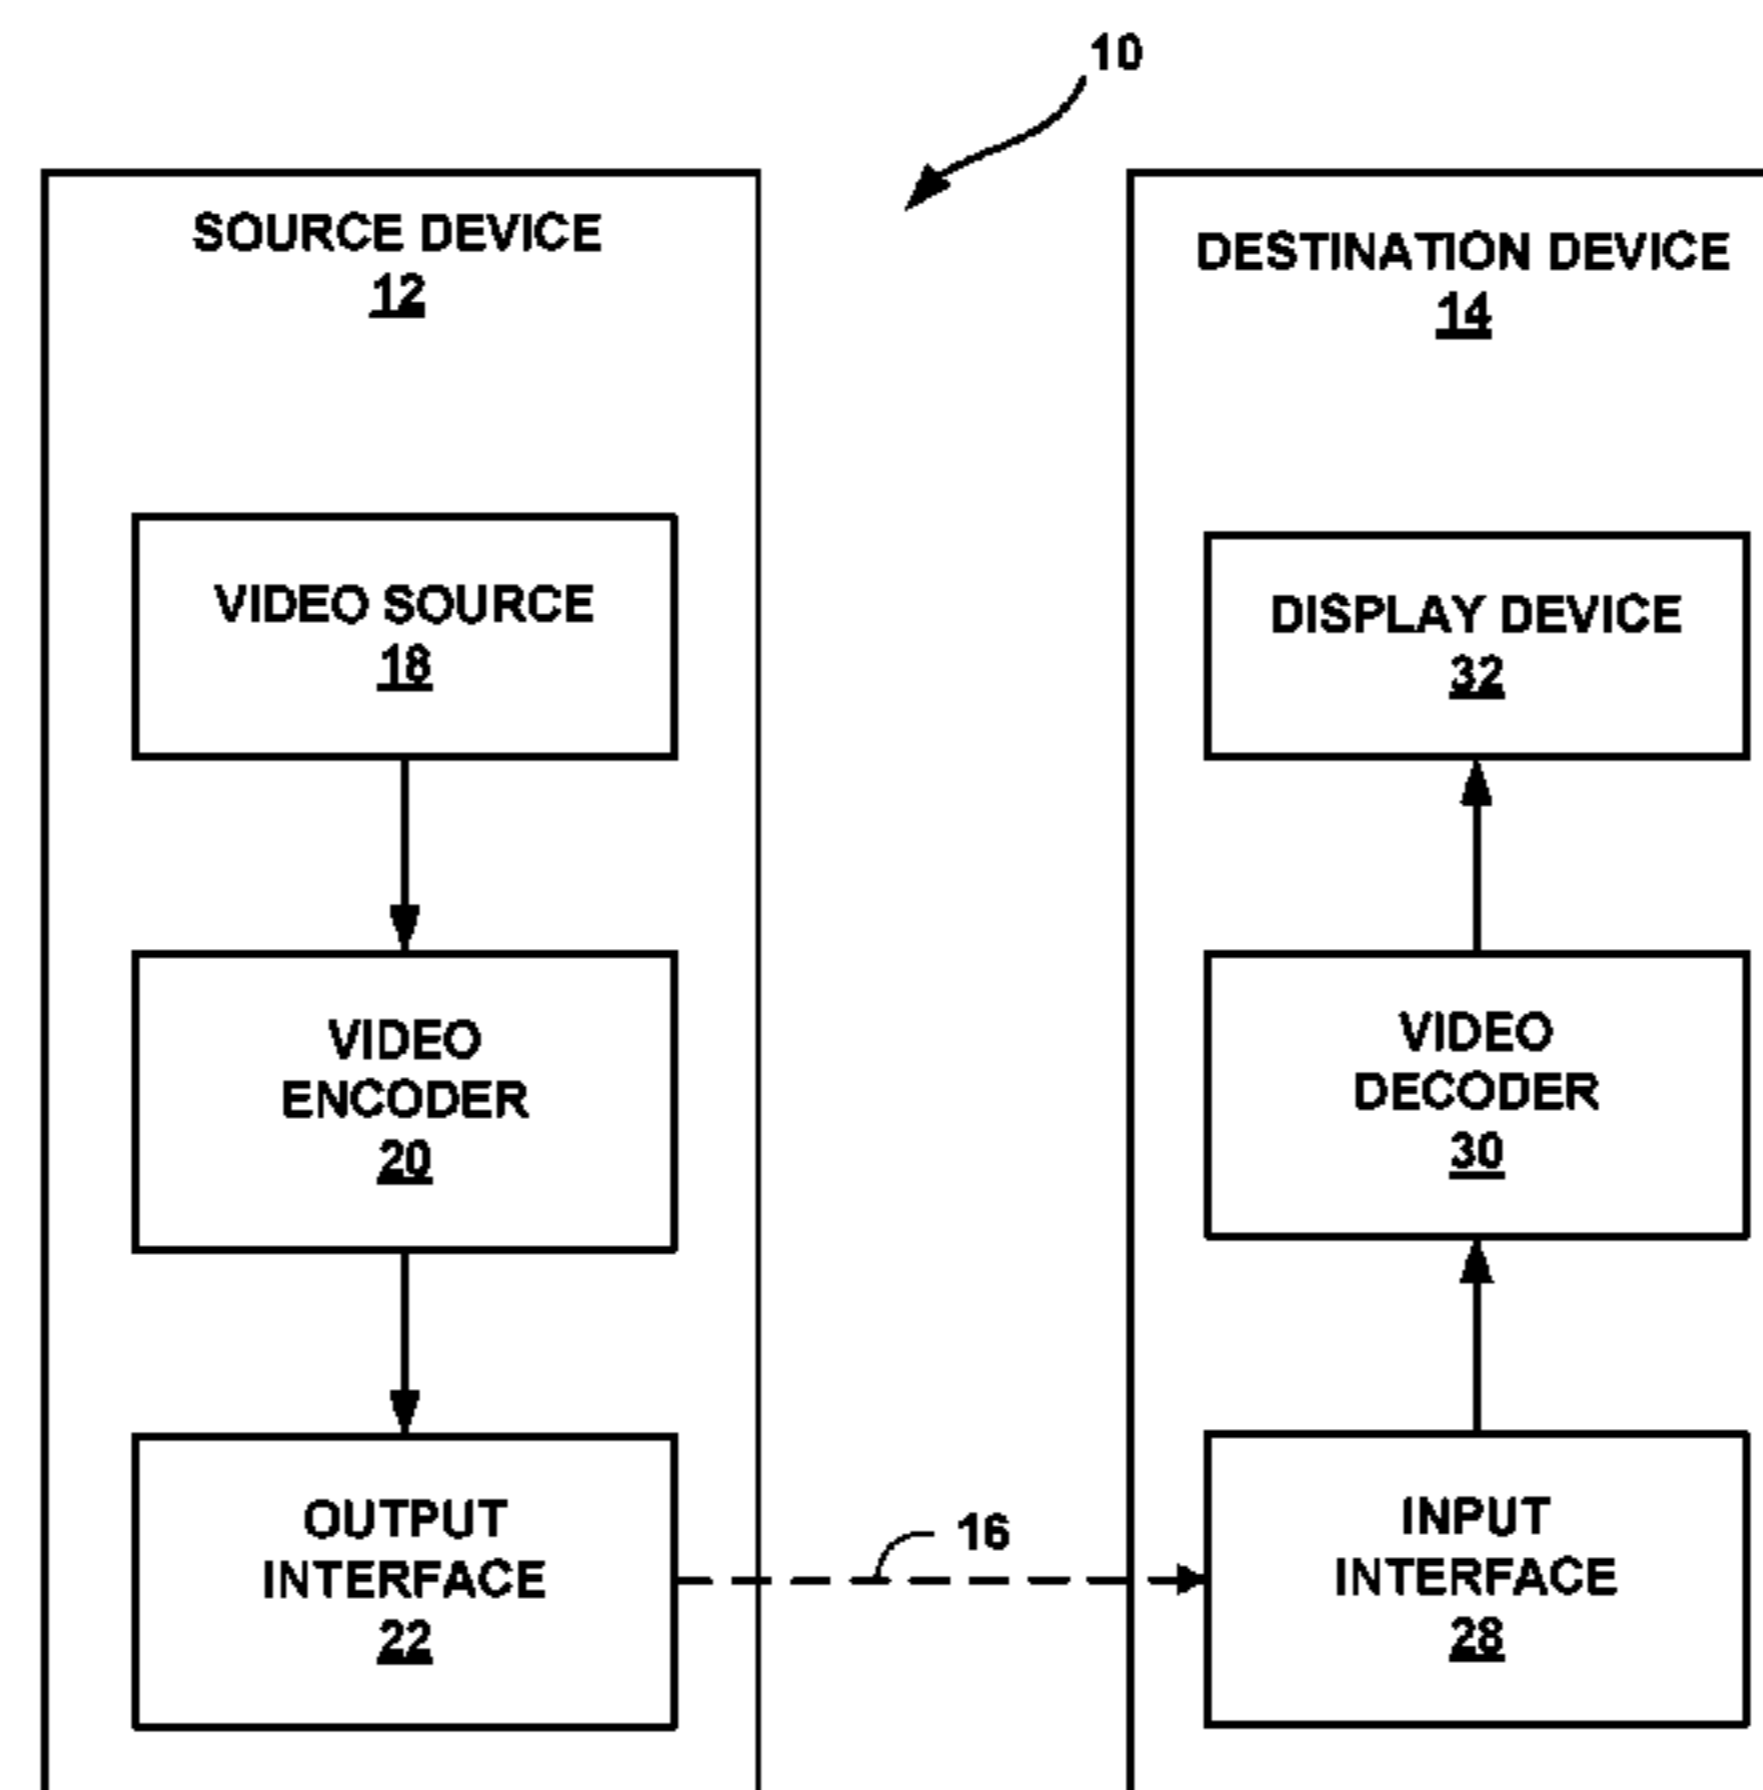 10
SOURCE DEVICE
12
VIDEO SOURCE
18
VIDEO
ENCODER
20
OUTPUT
INTERFACE
22
16
DESTINATION DEVICE
14
DISPLAY DEVICE
32
VIDEO
DECODER
30
INPUT
INTERFACE
28